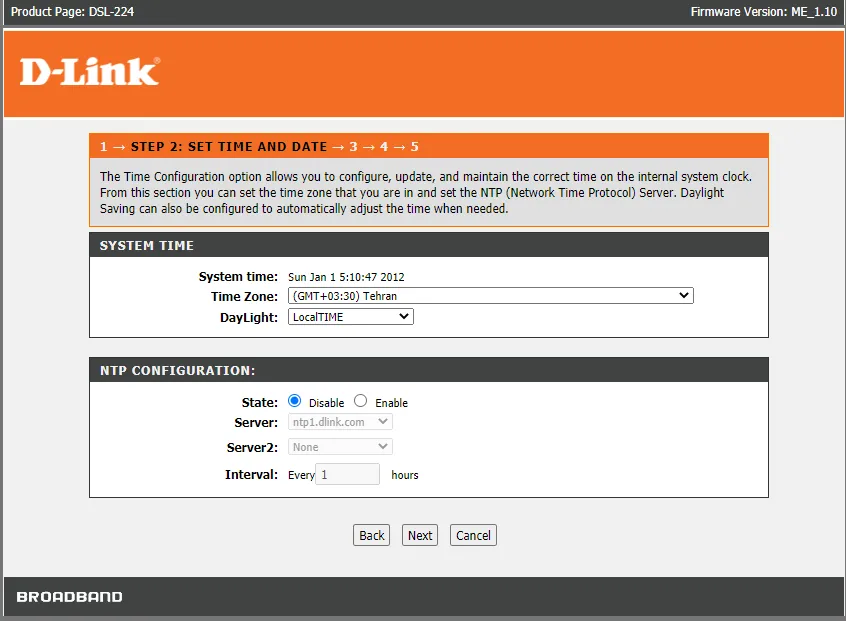 Product Page: DSL-224 Firmware Version: ME_1.10
D-Link®
1 → STEP 2: SET TIME AND DATE → 3 → 4 → 5
The Time Configuration option allows you to configure, update, and maintain the correct time on the internal system clock.
From this section you can set the time zone that you are in and set the NTP (Network Time Protocol) Server. Daylight
Saving can also be configured to automatically adjust the time when needed.
SYSTEM TIME
System time: Sun Jan 1 5:10:47 2012
Time Zone: (GMT+03:30) Tehran
DayLight: LocalTIME
NTP CONFIGURATION:
State: Disable Enable
Server: ntp1.dlink.com
Server2: None
Interval: Every 1 hours
Back Next Cancel
BROADBAND